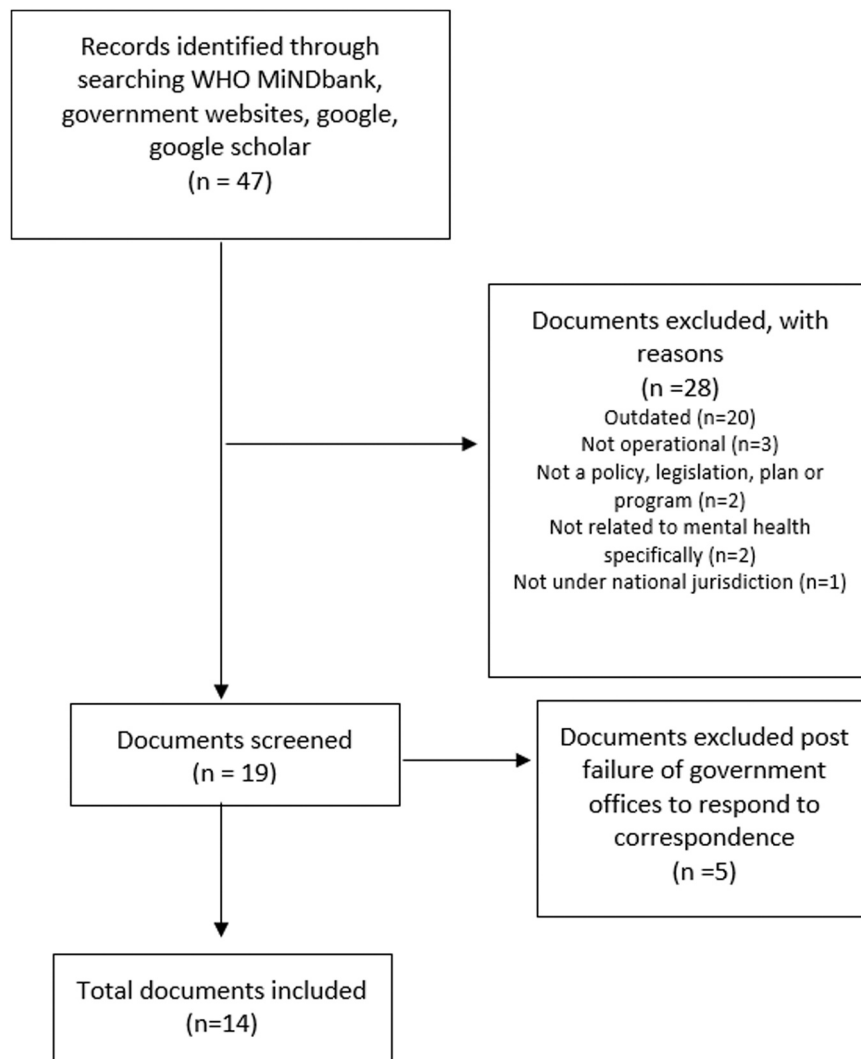 Records identified through
searching WHO MiNDbank,
government websites, google,
google scholar
(n = 47)
Documents excluded, with
reasons
(n =28)
Outdated (n=20)
Not operational (n=3)
Not a policy, legislation, plan or
program (n=2)
Not related to mental health
specifically (n=2)
Not under national jurisdiction (n=1)
Documents screened
(n = 19)
Documents excluded post
failure of government
offices to respond to
correspondence
(n =5)
Total documents included
(n=14)